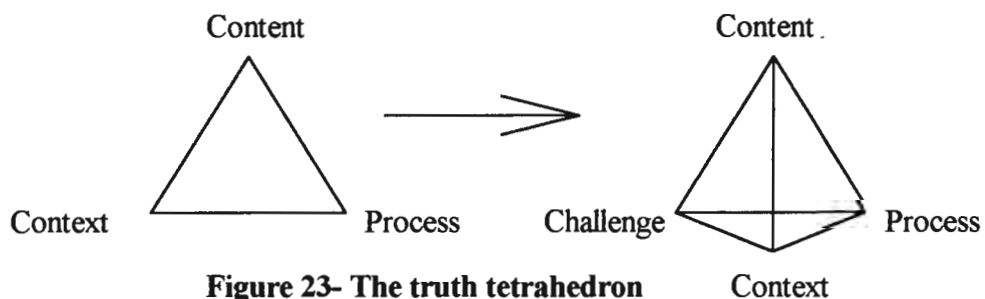 Content
Content
Context
Process
Challenge
Process
Figure 23- The truth tetrahedron
Context